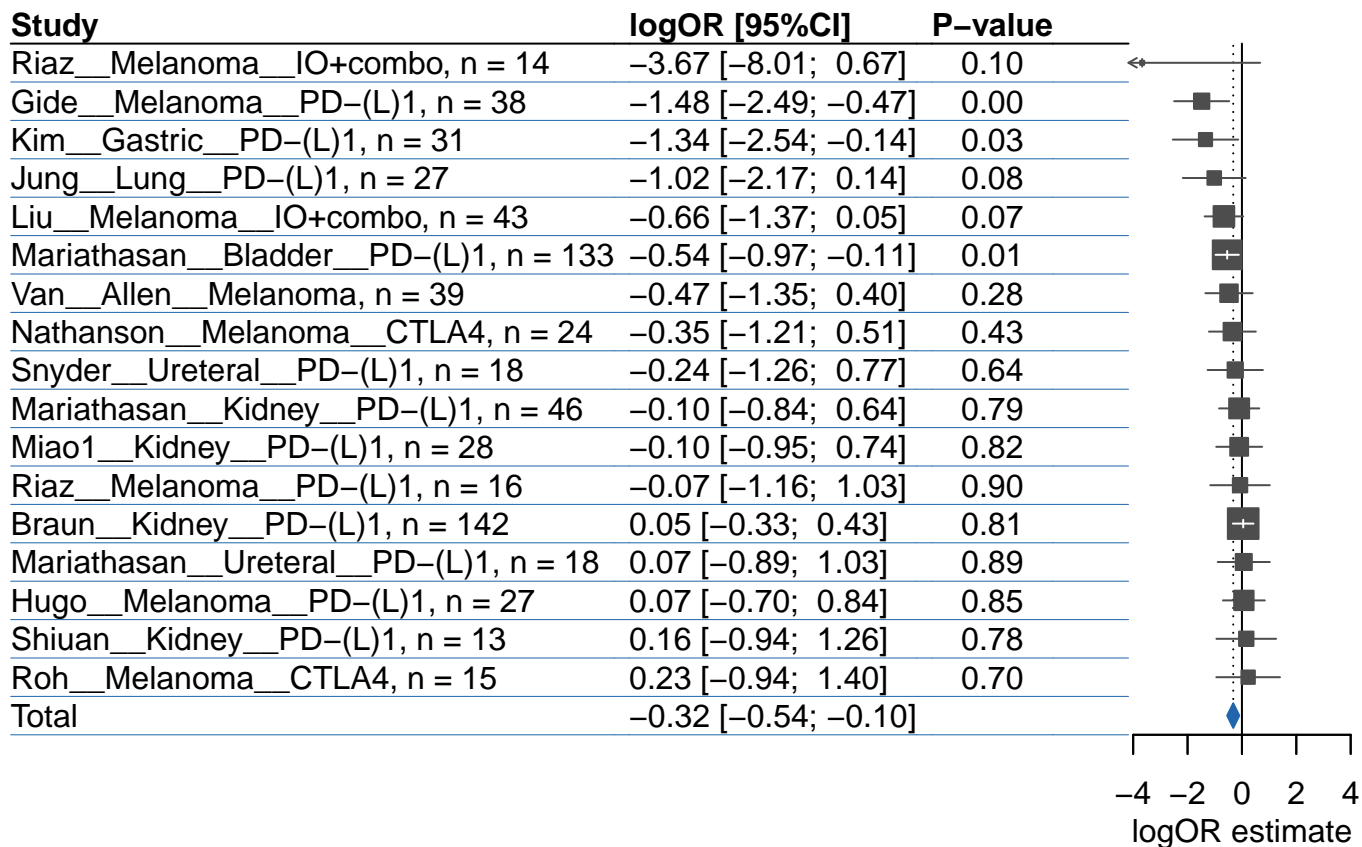 Study logOR [95%CI] P−value
Riaz__Melanoma__IO+combo, n = 14 −3.67 [−8.01; 0.67] 0.10
Gide__Melanoma__PD−(L)1, n = 38 −1.48 [−2.49; −0.47] 0.00
Kim__Gastric__PD−(L)1, n = 31 −1.34 [−2.54; −0.14] 0.03
Jung__Lung__PD−(L)1, n = 27 −1.02 [−2.17; 0.14] 0.08
Liu__Melanoma__IO+combo, n = 43 −0.66 [−1.37; 0.05] 0.07
Mariathasan__Bladder__PD−(L)1, n = 133 −0.54 [−0.97; −0.11] 0.01
Van__Allen__Melanoma, n = 39 −0.47 [−1.35; 0.40] 0.28
Nathanson__Melanoma__CTLA4, n = 24 −0.35 [−1.21; 0.51] 0.43
Snyder__Ureteral__PD−(L)1, n = 18 −0.24 [−1.26; 0.77] 0.64
Mariathasan__Kidney__PD−(L)1, n = 46 −0.10 [−0.84; 0.64] 0.79
Miao1__Kidney__PD−(L)1, n = 28 −0.10 [−0.95; 0.74] 0.82
Riaz__Melanoma__PD−(L)1, n = 16 −0.07 [−1.16; 1.03] 0.90
Braun__Kidney__PD−(L)1, n = 142 0.05 [−0.33; 0.43] 0.81
Mariathasan__Ureteral__PD−(L)1, n = 18 0.07 [−0.89; 1.03] 0.89
Hugo__Melanoma__PD−(L)1, n = 27 0.07 [−0.70; 0.84] 0.85
Shiuan__Kidney__PD−(L)1, n = 13 0.16 [−0.94; 1.26] 0.78
Roh__Melanoma__CTLA4, n = 15 0.23 [−0.94; 1.40] 0.70
Total −0.32 [−0.54; −0.10]
−4 −2 0 2 4
logOR estimate